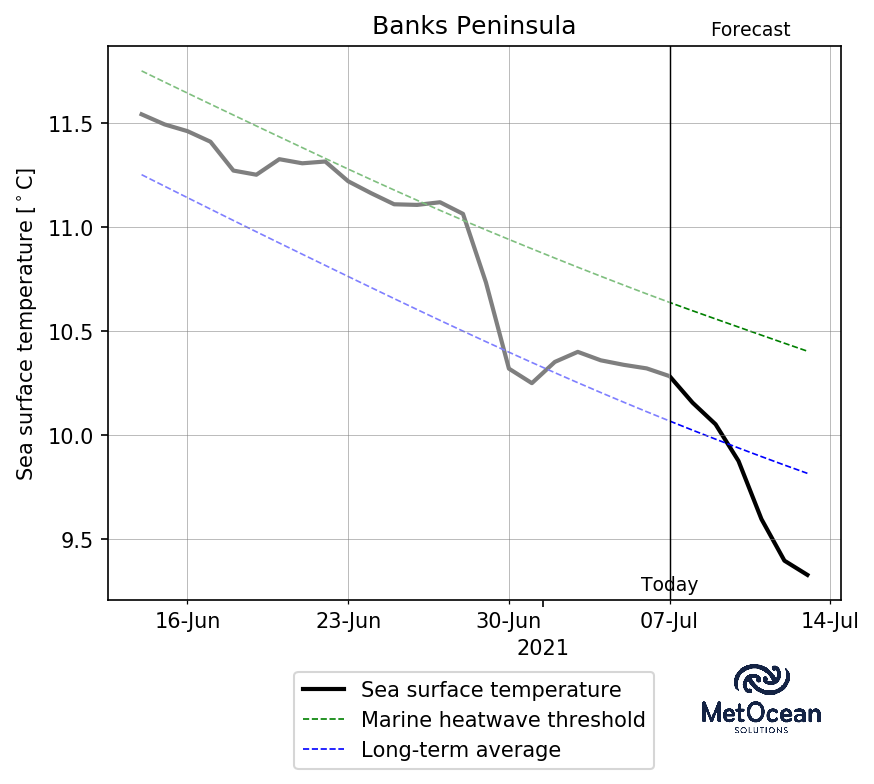 Banks Peninsula
Forecast
Sea surface temperature [°C]
11.5
11.0
10.5
10.0
9.5
Today
16-Jun 23-Jun 30-Jun 07-Jul 14-Jul
2021
Sea surface temperature
Marine heatwave threshold
Long-term average
MetOcean
SOLUTIONS